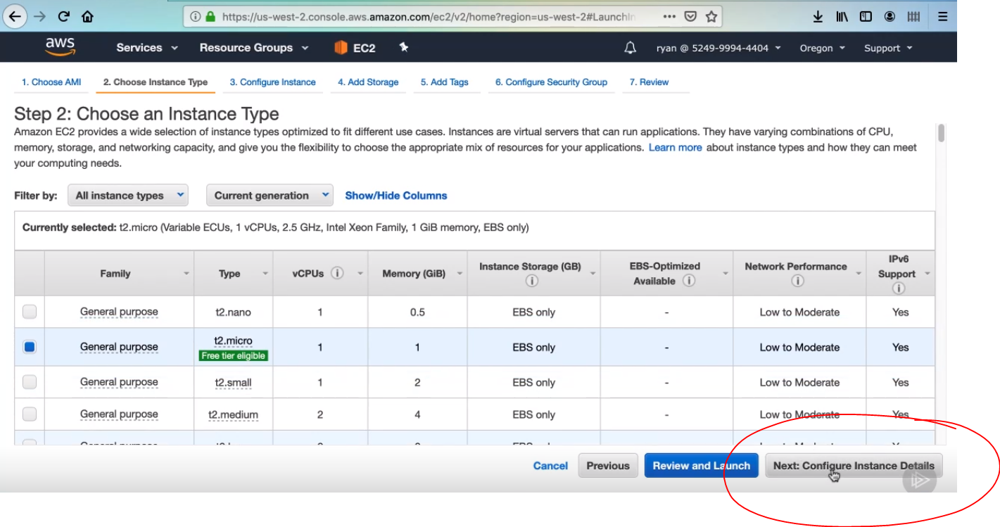 https://us-west-2.console.aws.amazon.com/ec2/v2/home?region=us-west-2#LaunchIn
aws Services Resource Groups EC2 ryan @ 5249-9994-4404 Oregon Support
1. Choose AMI 2. Choose Instance Type 3. Configure Instance 4. Add Storage 5. Add Tags 6. Configure Security Group 7. Review
Step 2: Choose an Instance Type
Amazon EC2 provides a wide selection of instance types optimized to fit different use cases. Instances are virtual servers that can run applications. They have varying combinations of CPU,
memory, storage, and networking capacity, and give you the flexibility to choose the appropriate mix of resources for your applications. Learn more about instance types and how they can meet
your computing needs.
Filter by: All instance types Current generation Show/Hide Columns
Currently selected: t2.micro (Variable ECUs, 1 vCPUs, 2.5 GHz, Intel Xeon Family, 1 GiB memory, EBS only)
Family Type vCPUs Memory (GiB) Instance Storage (GB) EBS-Optimized Available Network Performance IPv6 Support
General purpose t2.nano 1 0.5 EBS only - Low to Moderate Yes
General purpose t2.micro Free tier eligible 1 1 EBS only - Low to Moderate Yes
General purpose t2.small 1 2 EBS only - Low to Moderate Yes
General purpose t2.medium 2 4 EBS only - Low to Moderate Yes
Cancel Previous Review and Launch Next: Configure Instance Details